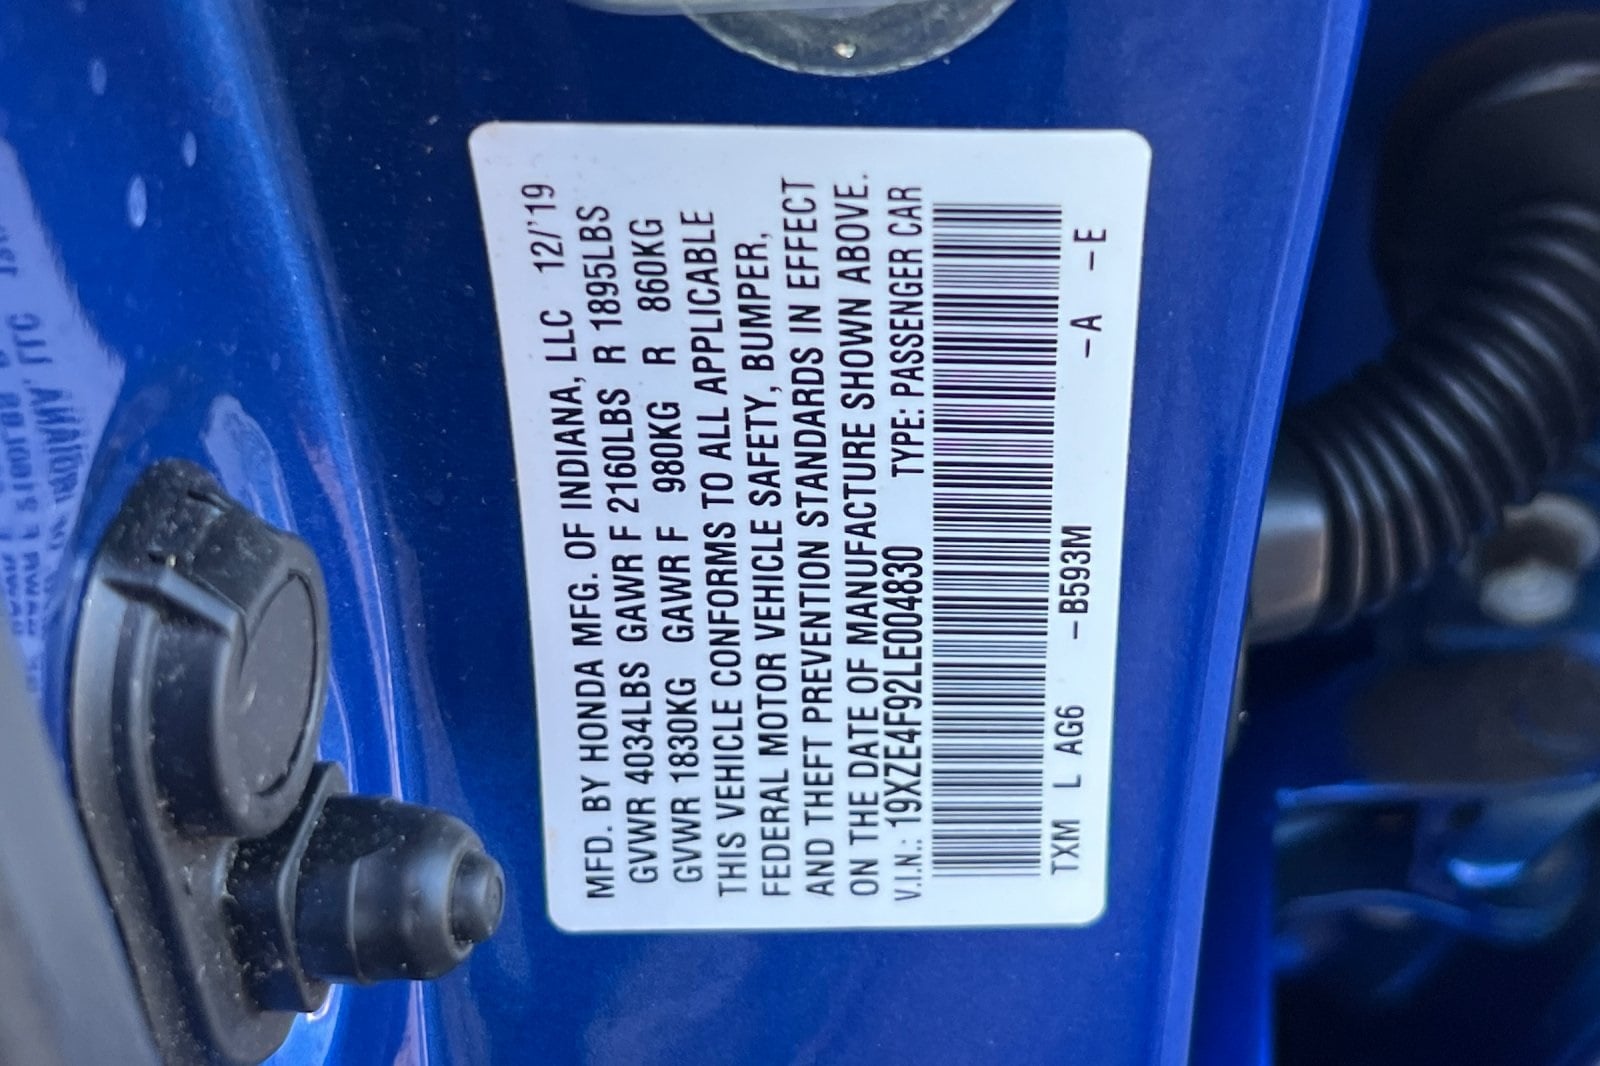 MFD. BY HONDA MFG. OF INDIANA, LLC 12/'19
GVWR 4034LBS GAWR F 2160LBS R 1895LBS
GVWR 1830KG GAWR F 980KG R 860KG
THIS VEHICLE CONFORMS TO ALL APPLICABLE
FEDERAL MOTOR VEHICLE SAFETY, BUMPER,
AND THEFT PREVENTION STANDARDS IN EFFECT
ON THE DATE OF MANUFACTURE SHOWN ABOVE.
V.I.N.: 19XZE4F92LE004830 TYPE: PASSENGER CAR
TXM L AG6 -B593M -A -E